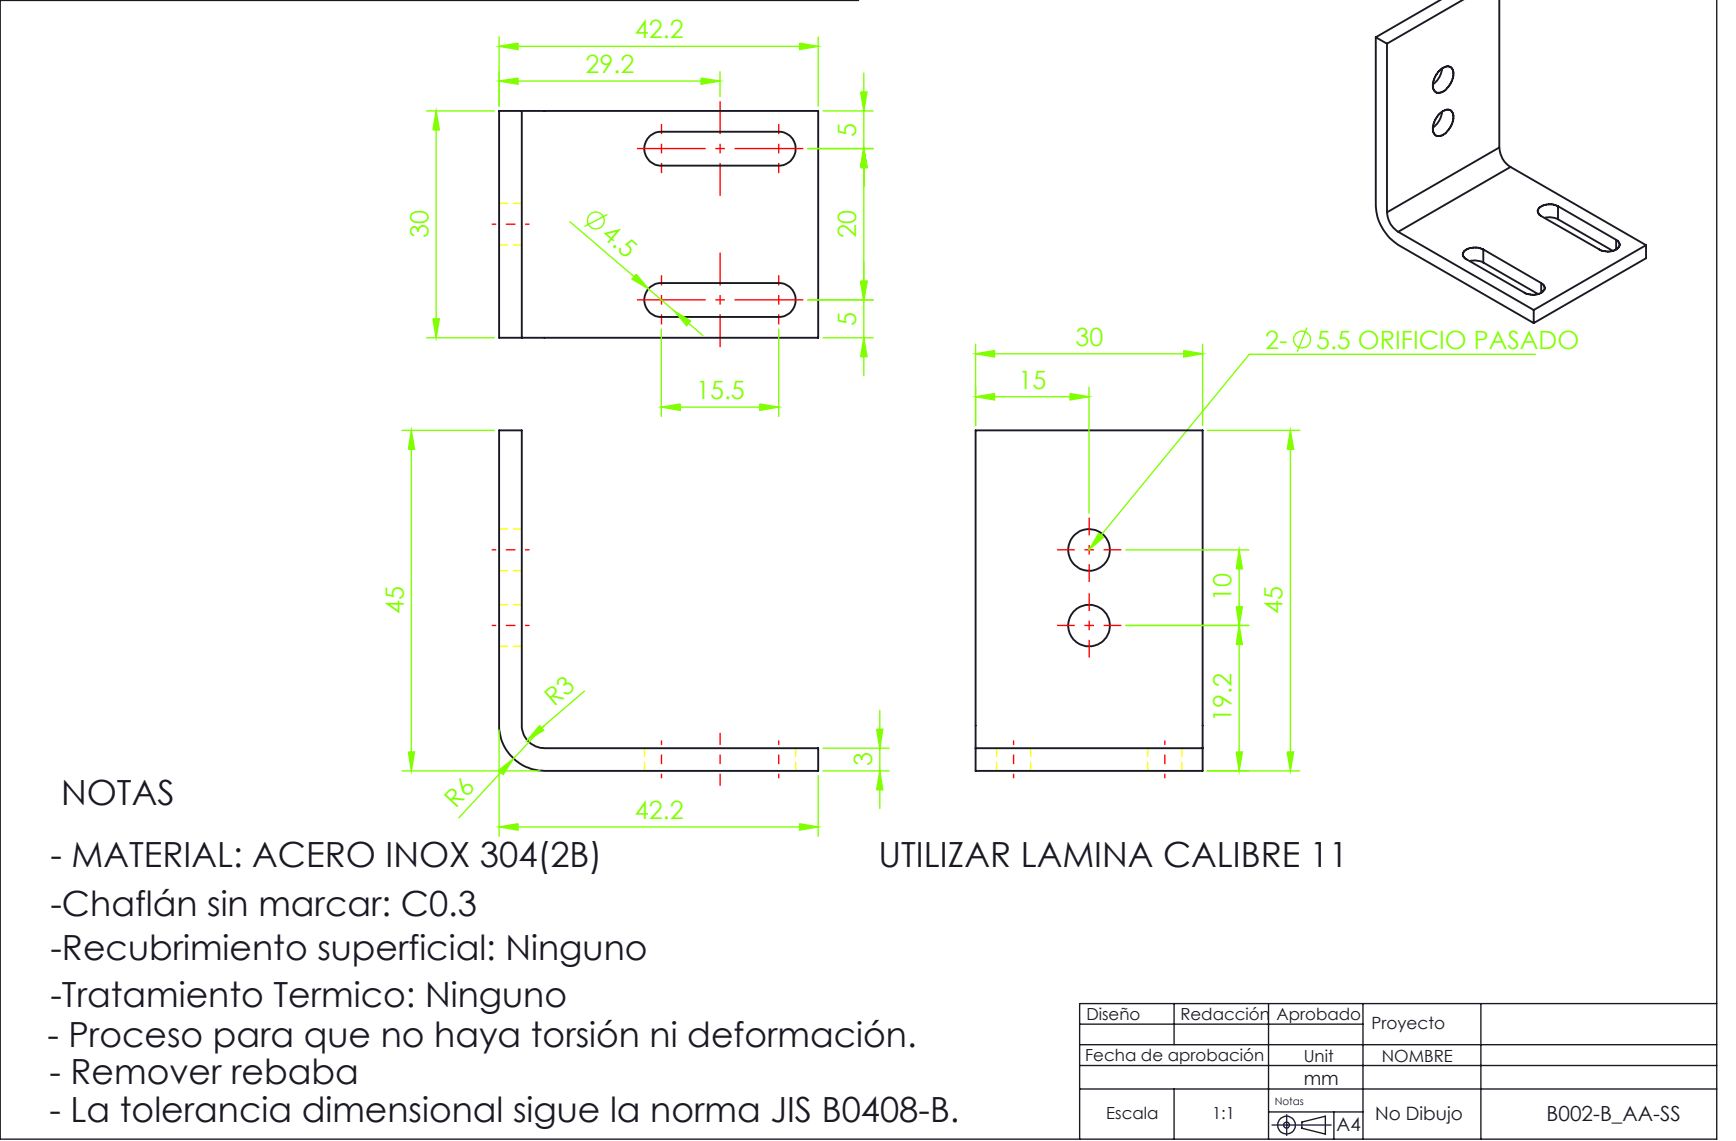 42.2
29.2
5
30
20
Ø4.5
5
15.5
2-Ø5.5 ORIFICIO PASADO
30
15
45
10
45
19.2
R3
3
R6
42.2
NOTAS
- MATERIAL: ACERO INOX 304(2B)
UTILIZAR LAMINA CALIBRE 11
-Chaflán sin marcar: C0.3
-Recubrimiento superficial: Ninguno
-Tratamiento Termico: Ninguno
- Proceso para que no haya torsión ni deformación.
- Remover rebaba
- La tolerancia dimensional sigue la norma JIS B0408-B.
Diseño Redacción Aprobado Proyecto
Fecha de aprobación Unit NOMBRE
mm
Escala 1:1 Notas A4 No Dibujo B002-B_AA-SS